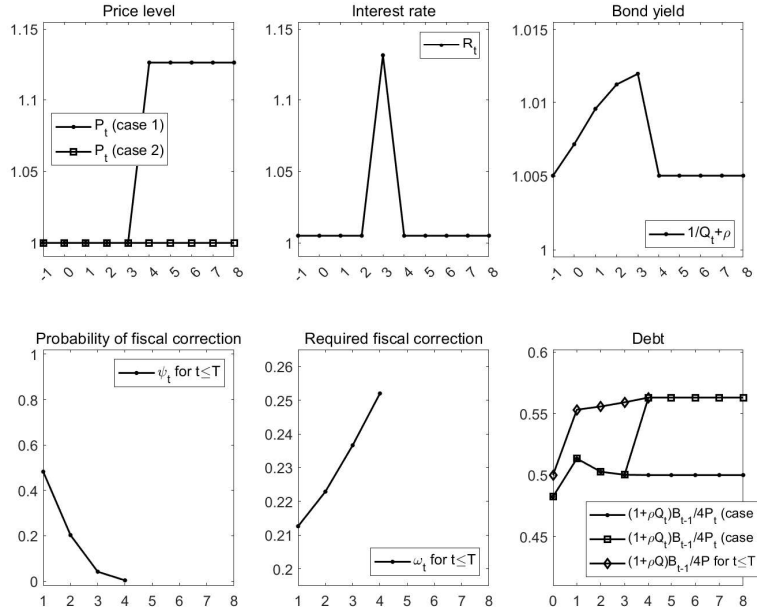 Price level
1.15
1.1
1.05
1
P_t (case 1)
P_t (case 2)
-1 0 1 2 3 4 5 6 7 8
Interest rate
1.15
1.1
1.05
1
R_t
-1 0 1 2 3 4 5 6 7 8
Bond yield
1.015
1.01
1.005
1
1/Q_t+ρ
-1 0 1 2 3 4 5 6 7 8
Probability of fiscal correction
1
0.8
0.6
0.4
0.2
0
ψ_t for t≤T
1 2 3 4 5 6 7 8
Required fiscal correction
0.26
0.25
0.24
0.23
0.22
0.21
0.2
ω_t for t≤T
1 2 3 4 5 6 7 8
Debt
0.6
0.55
0.5
0.45
(1+ρQ_t)B_{t-1}/4P_t (case
(1+ρQ_t)B_{t-1}/4P_t (case
(1+ρQ)B_{t-1}/4P for t≤T
0 1 2 3 4 5 6 7 8